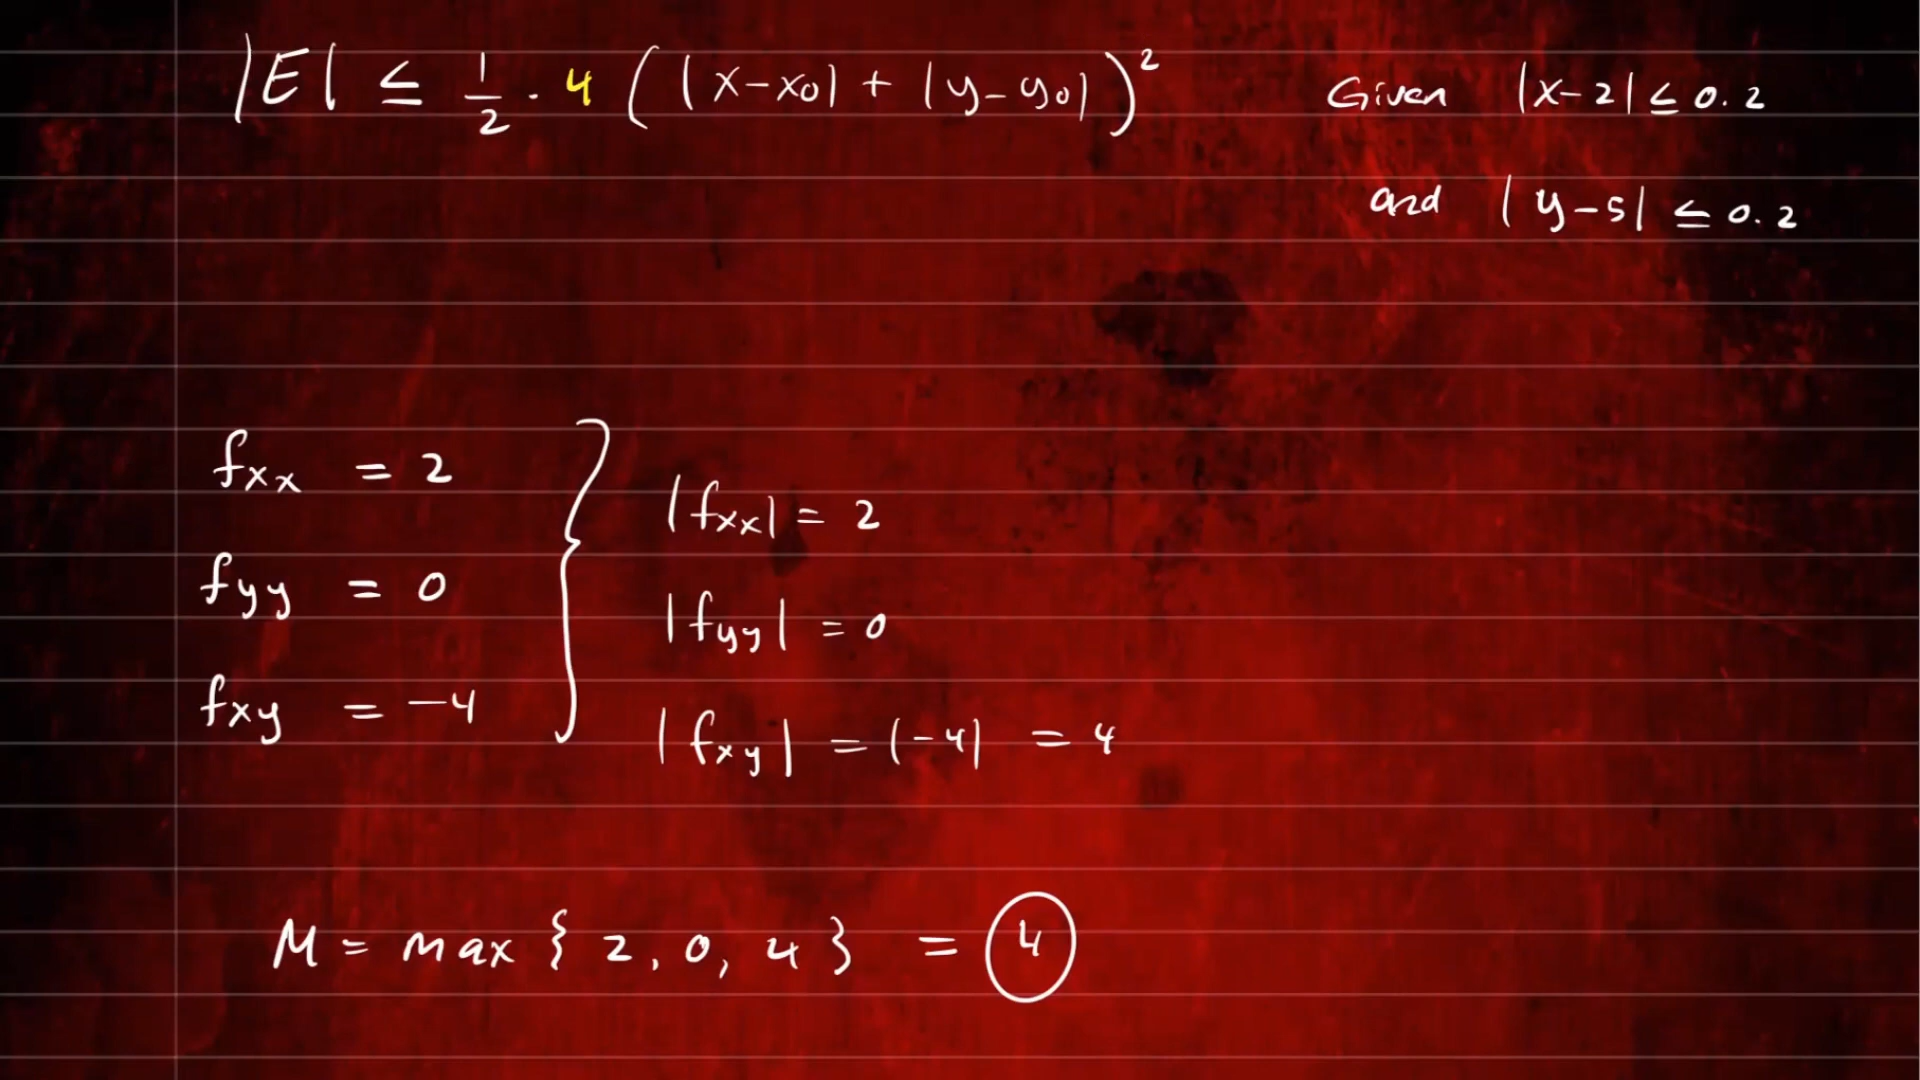 |E| ≤ 1/2 · 4 ( |x-x0| + |y-y0| )²
Given |x-2| ≤ 0.2
and |y-5| ≤ 0.2
fxx = 2
fyy = 0
fxy = -4
|fxx| = 2
|fyy| = 0
|fxy| = |-4| = 4
M = max { 2, 0, 4 } = 4